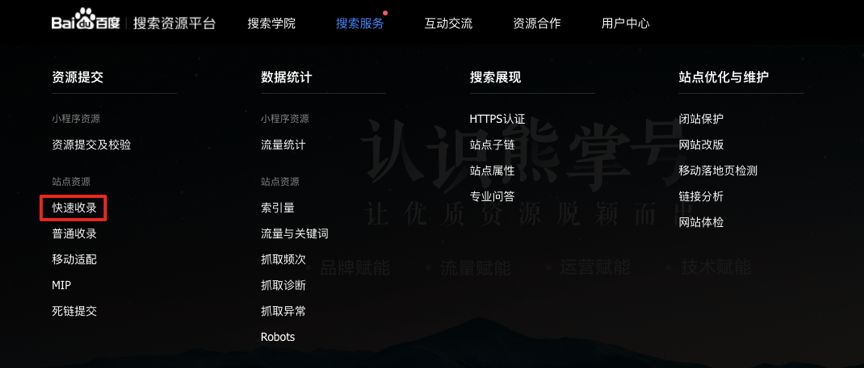 Bai du 百度 | 搜索资源平台
搜索学院
搜索服务
互动交流
资源合作
用户中心
资源提交
小程序资源
资源提交及校验
站点资源
快速收录
普通收录
移动适配
MIP
死链提交
数据统计
小程序资源
流量统计
站点资源
索引量
流量与关键词
抓取频次
抓取诊断
抓取异常
Robots
搜索展现
HTTPS认证
站点子链
站点属性
专业问答
站点优化与维护
闭站保护
网站改版
移动落地页检测
链接分析
网站体检
认识熊掌号
让优质资源脱颖而出
• 品牌赋能
• 流量赋能
• 运营赋能
• 技术赋能